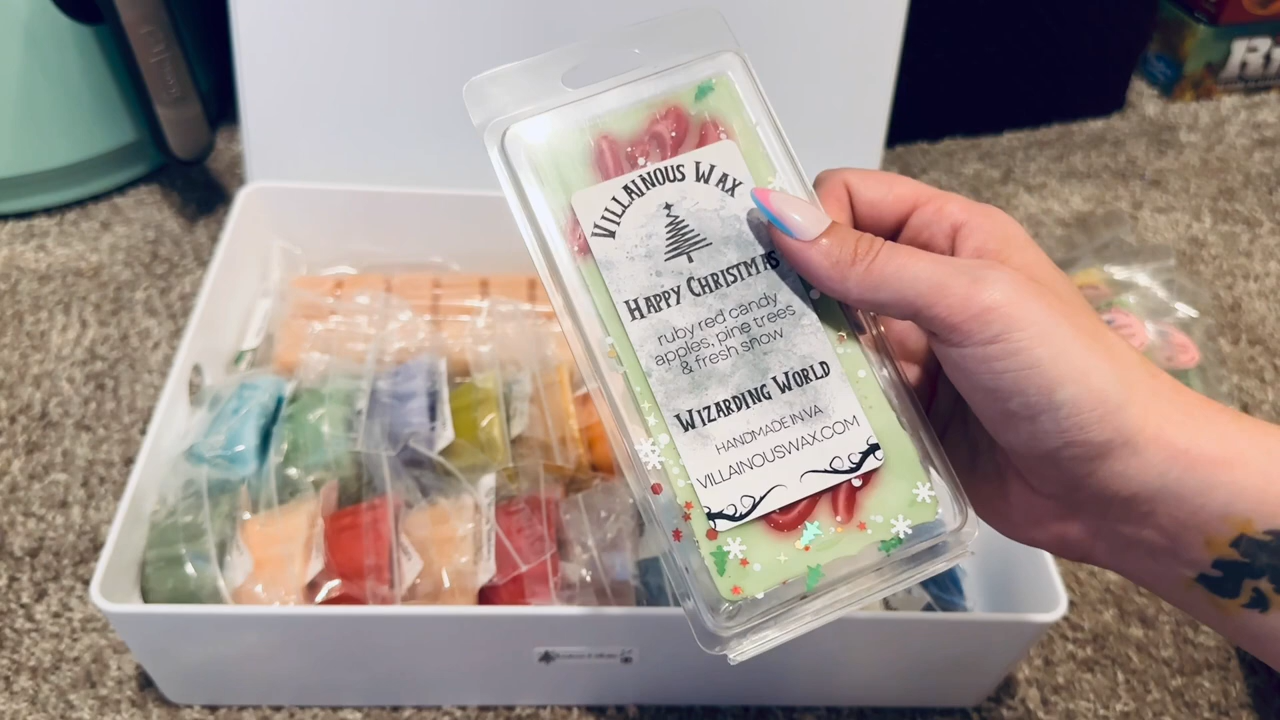 VILLAINOUS WAX
HAPPY CHRISTMAS
ruby red candy
apples, pine trees
& fresh snow
WIZARDING WORLD
HANDMADE IN VA
VILLAINOUSWAX.COM